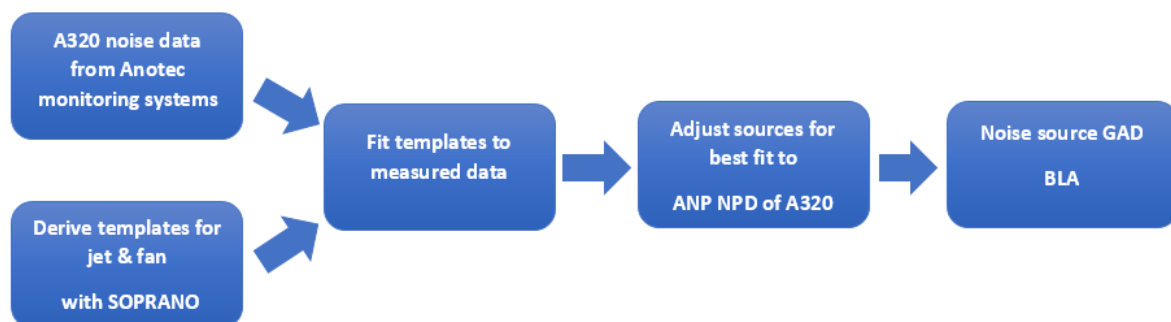 A320 noise data
from Anotec
monitoring systems
Derive templates for
jet & fan
with SOPRANO
Fit templates to
measured data
Adjust sources for
best fit to
ANP NPD of A320
Noise source GAD
BLA